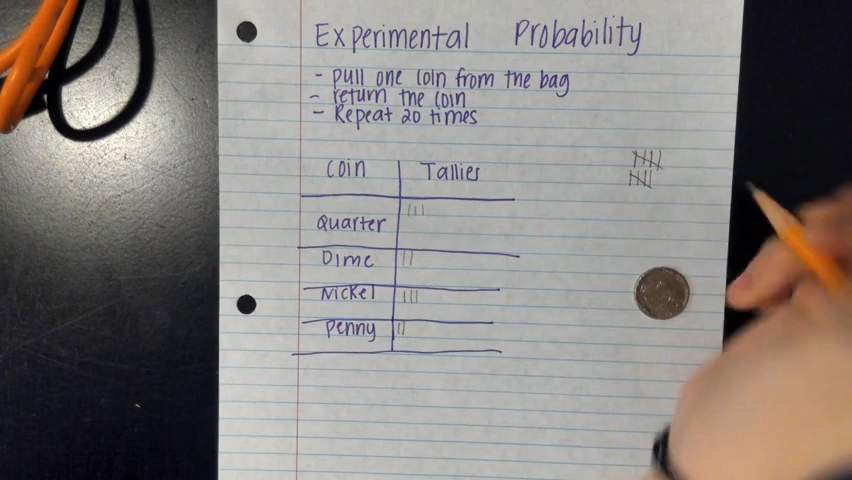 Experimental Probability
- pull one coin from the bag
- return the coin
- Repeat 20 times
Coin Tallies
Quarter |||
Dime ||
Nickel |||
Penny ||